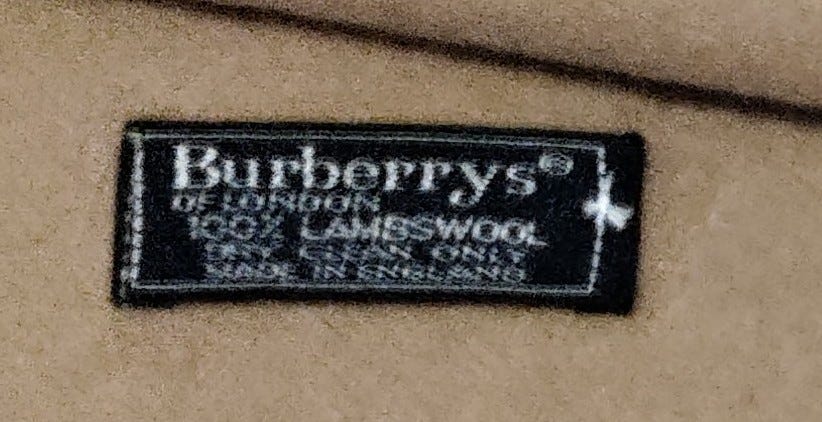 Burberrys®
OF LONDON
100% LAMBSWOOL
DRY CLEAN ONLY
MADE IN ENGLAND